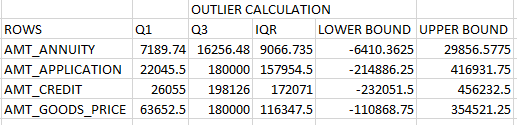 OUTLIER CALCULATION
ROWS Q1 Q3 IQR LOWER BOUND UPPER BOUND
AMT_ANNUITY 7189.74 16256.48 9066.735 -6410.3625 29856.5775
AMT_APPLICATION 22045.5 180000 157954.5 -214886.25 416931.75
AMT_CREDIT 26055 198126 172071 -232051.5 456232.5
AMT_GOODS_PRICE 63652.5 180000 116347.5 -110868.75 354521.25